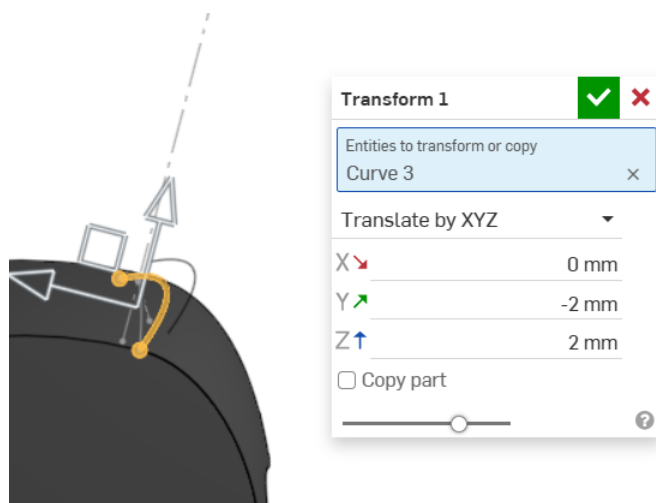 Transform 1
Entities to transform or copy
Curve 3
Translate by XYZ
X 0 mm
Y -2 mm
Z 2 mm
Copy part
?